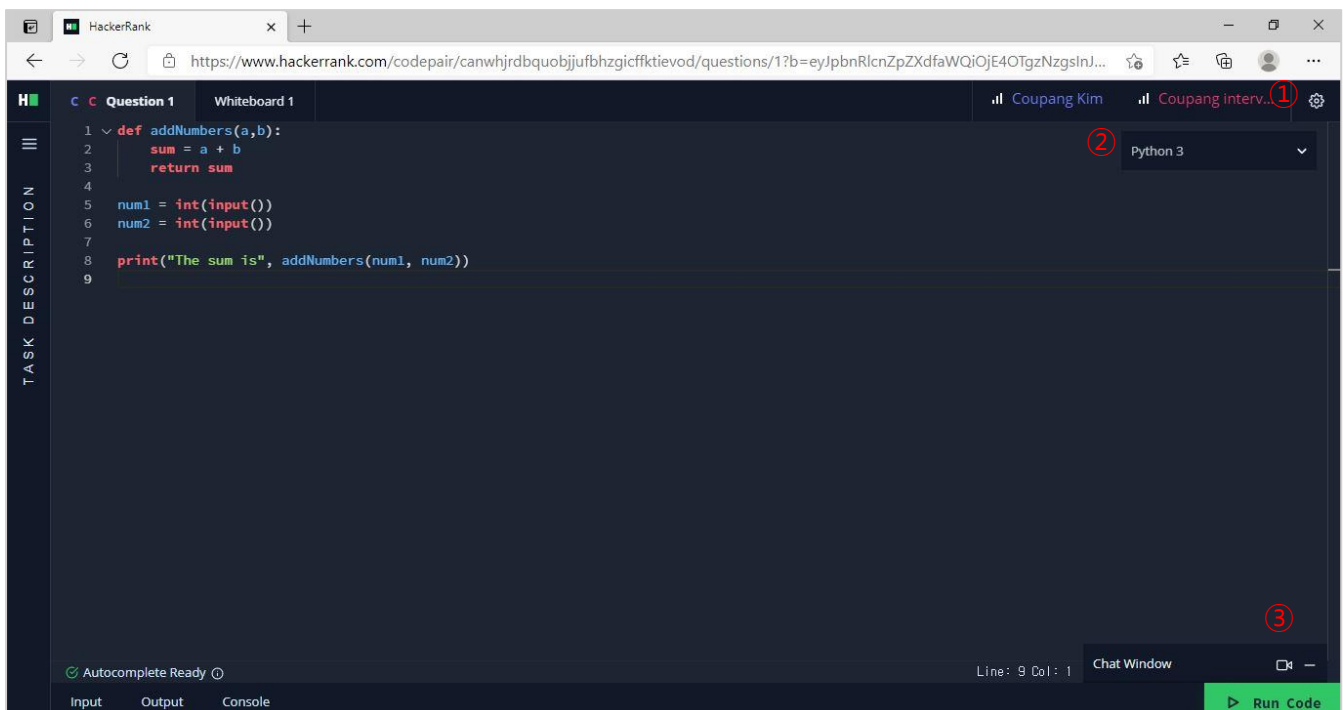 HackerRank
https://www.hackerrank.com/codepair/canwhjrdbquobjjufbhzgicffktievod/questions/1?b=eyJpbnRlcnZpZXdfaWQiOjE4OTgzNzgsInJ...
H C C Question 1 Whiteboard 1 Coupang Kim Coupang interv... ①
② Python 3
TASK DESCRIPTION
1 def addNumbers(a,b):
2 sum = a + b
3 return sum
4
5 num1 = int(input())
6 num2 = int(input())
7
8 print("The sum is", addNumbers(num1, num2))
9
③
Autocomplete Ready Line: 9 Col: 1 Chat Window
Input Output Console Run Code